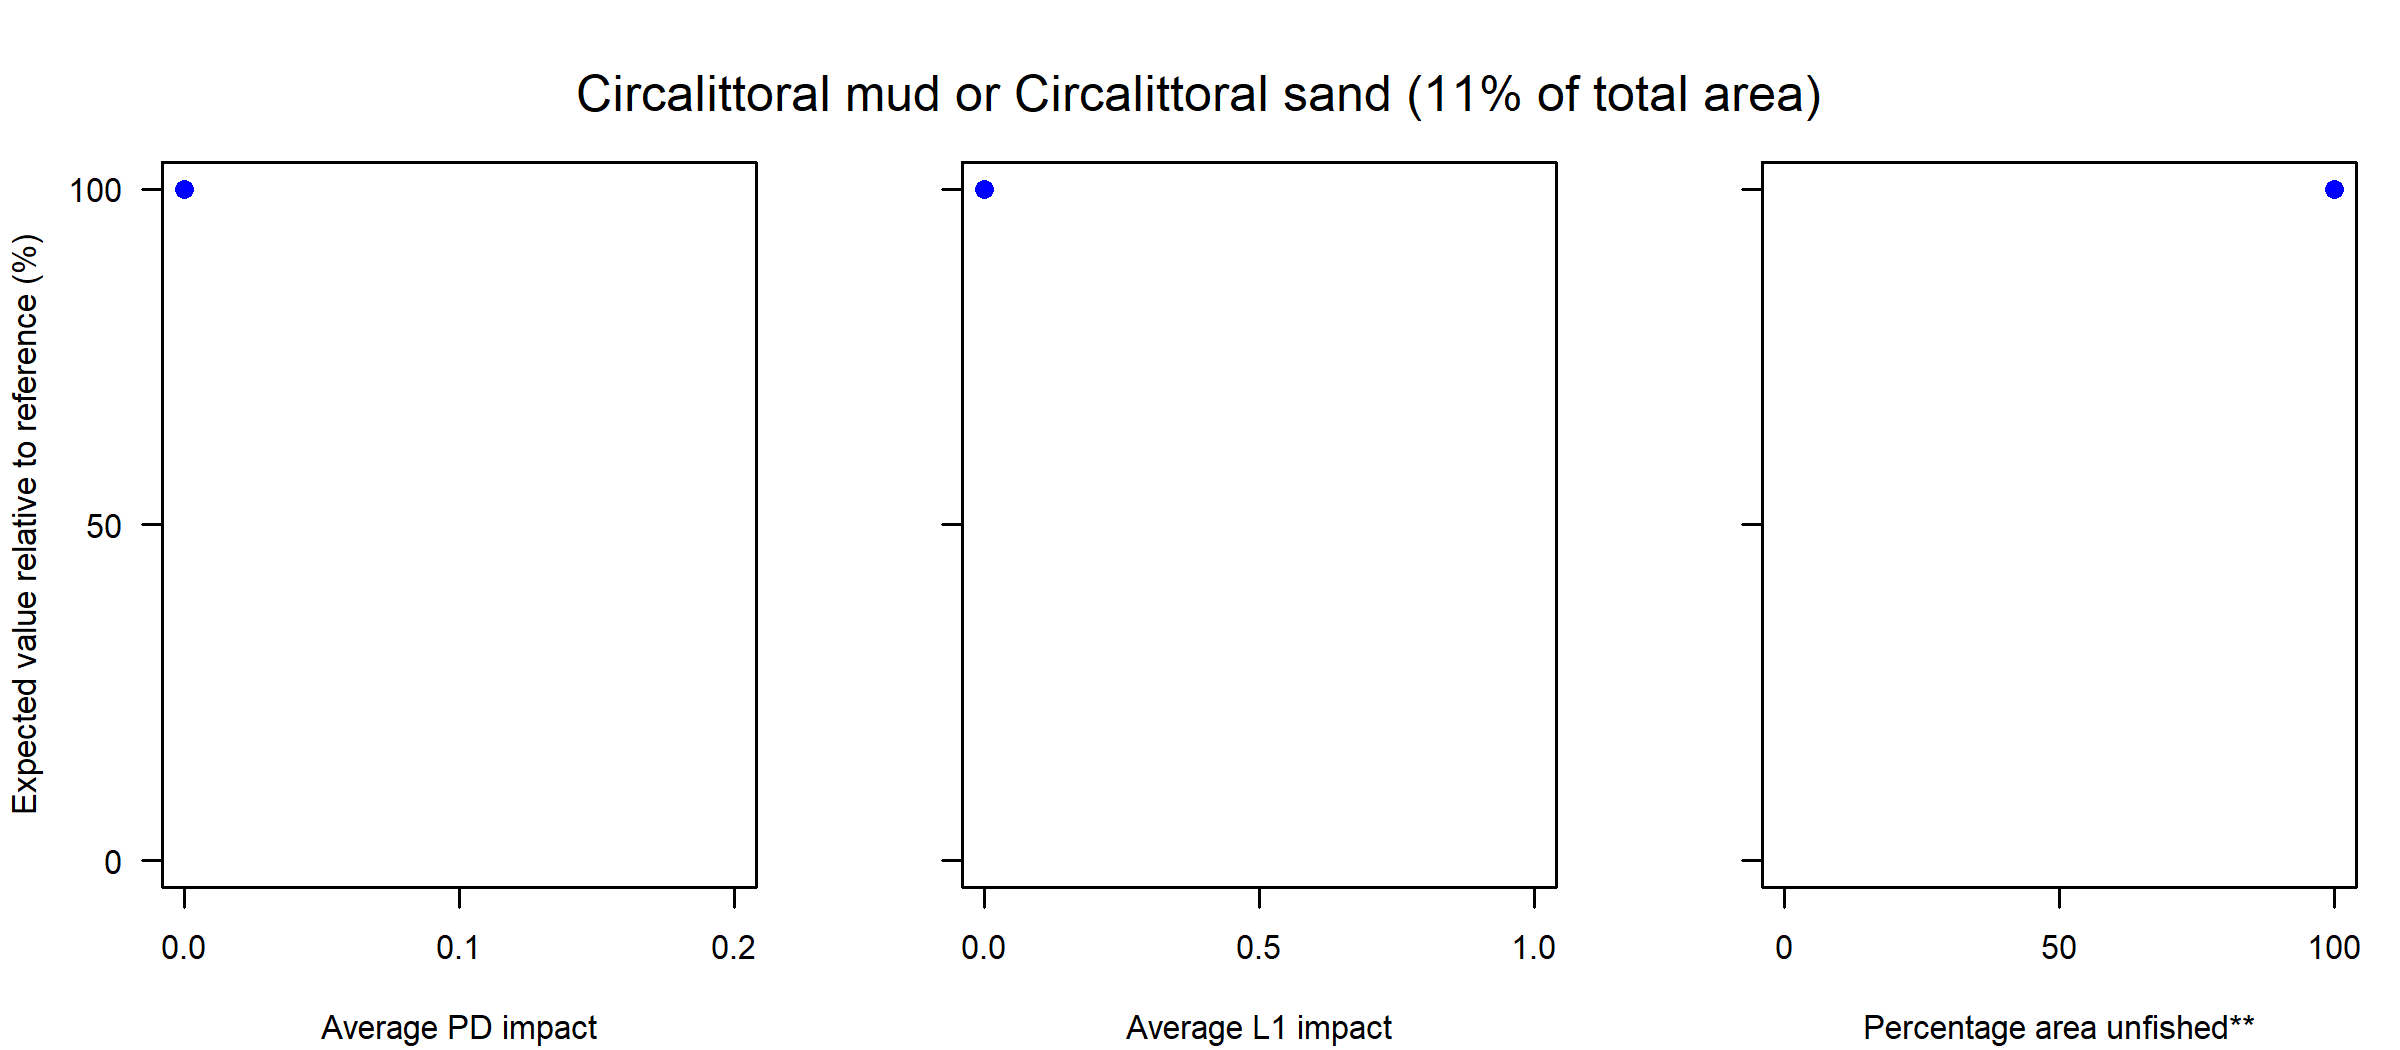 Circalittoral mud or Circalittoral sand (11% of total area)
Expected value relative to reference (%)
100
50
0
0.0 0.1 0.2
Average PD impact
0.0 0.5 1.0
Average L1 impact
0 50 100
Percentage area unfished**